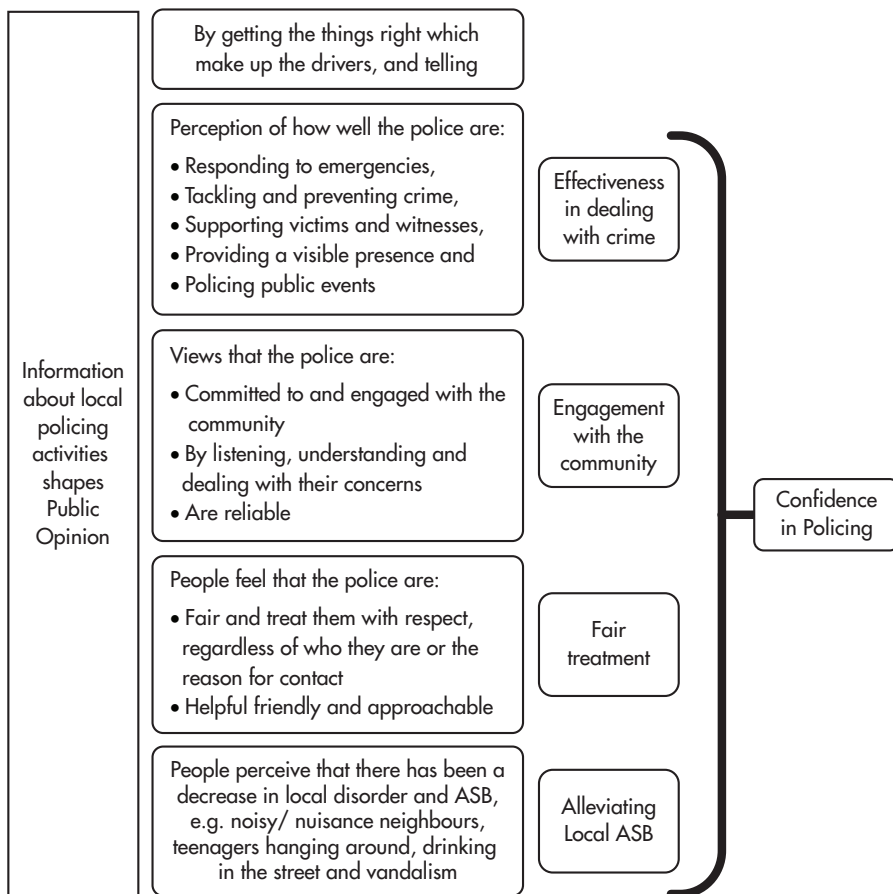 By getting the things right which
make up the drivers, and telling
Perception of how well the police are:
• Responding to emergencies,
• Tackling and preventing crime,
• Supporting victims and witnesses,
• Providing a visible presence and
• Policing public events
Effectiveness
in dealing
with crime
Information
about local
policing
activities
shapes
Public
Opinion
Views that the police are:
• Committed to and engaged with the
community
• By listening, understanding and
dealing with their concerns
• Are reliable
Engagement
with the
community
Confidence
in Policing
People feel that the police are:
• Fair and treat them with respect,
regardless of who they are or the
reason for contact
• Helpful friendly and approachable
Fair
treatment
People perceive that there has been a
decrease in local disorder and ASB,
e.g. noisy/ nuisance neighbours,
teenagers hanging around, drinking
in the street and vandalism
Alleviating
Local ASB